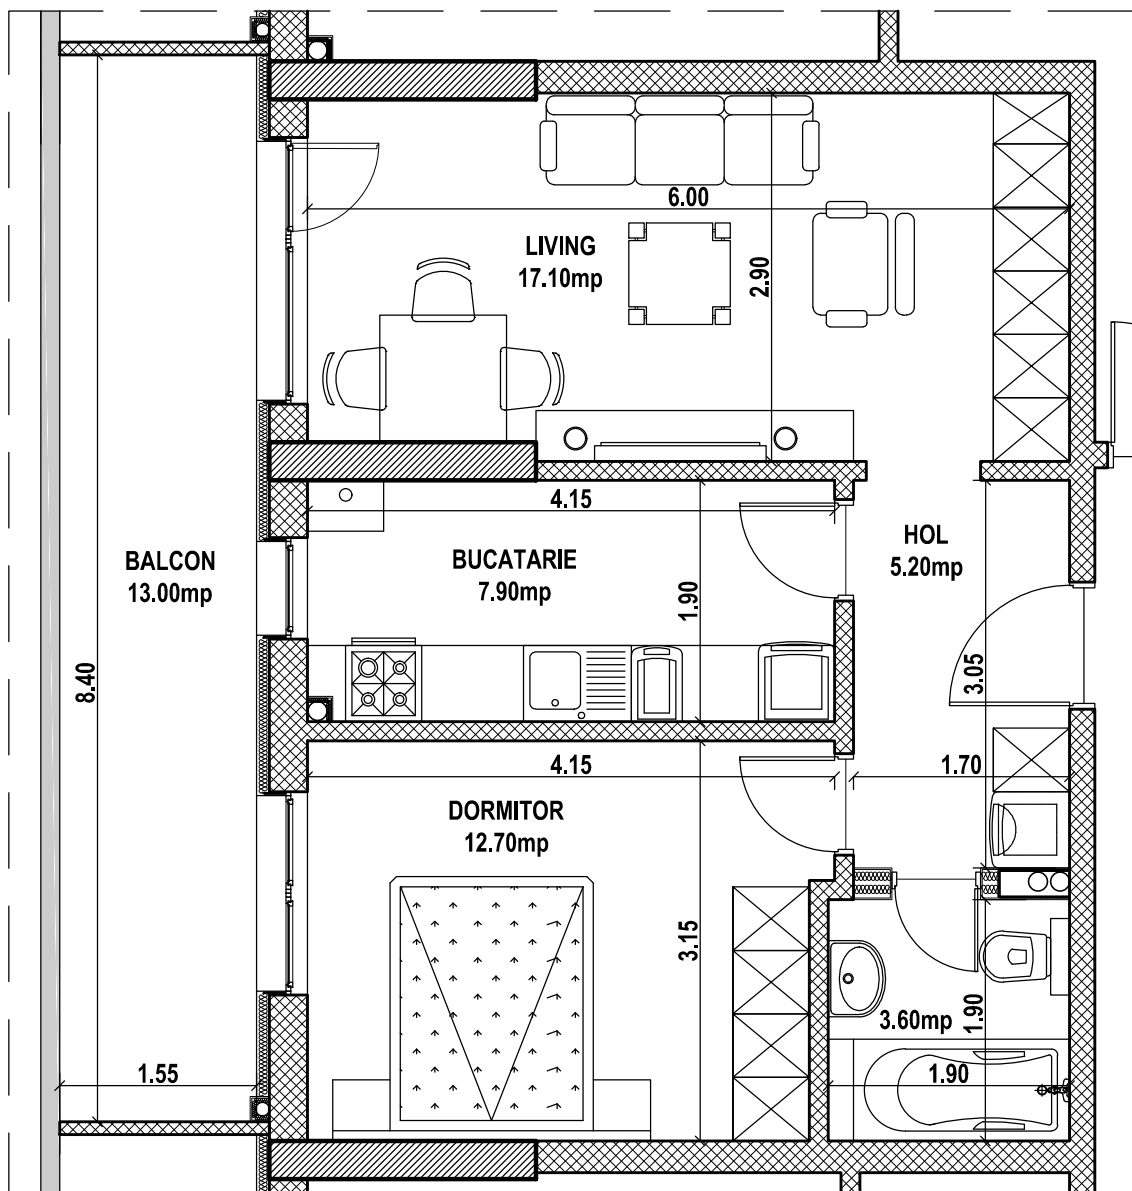 6.00
LIVING
17.10mp
2.90
4.15
HOL
5.20mp
BALCON
13.00mp
BUCATARIE
7.90mp
1.90
8.40
3.05
4.15
1.70
DORMITOR
12.70mp
3.15
3.60mp
1.90
1.55
1.90